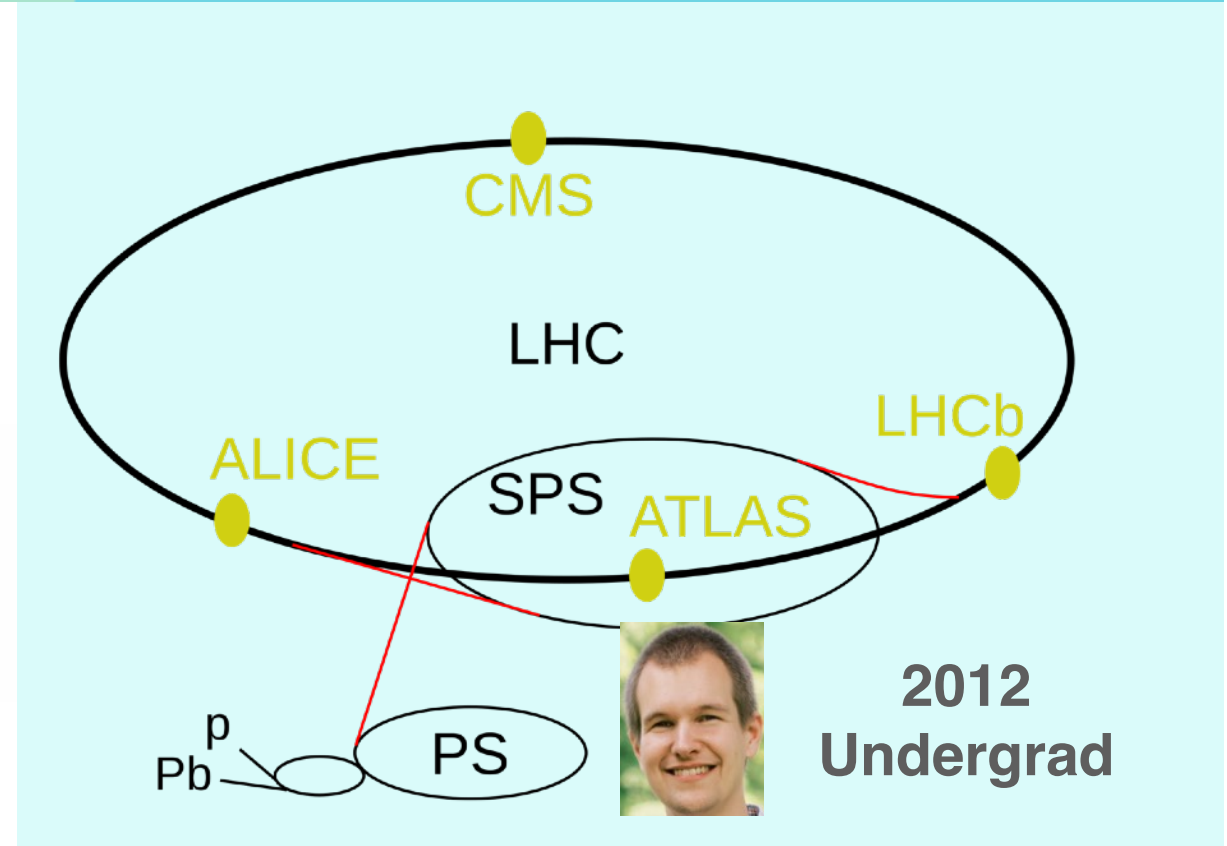 CMS
LHC
LHCb
ALICE
SPS
ATLAS
2012
Undergrad
p
Pb
PS